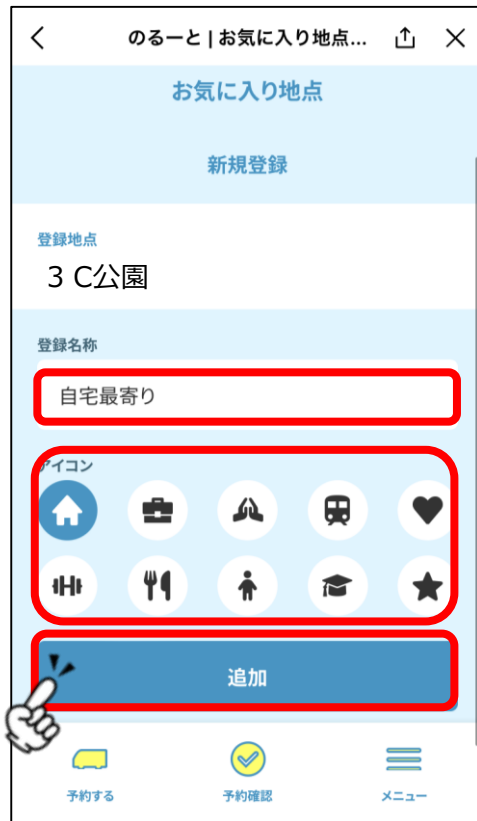 のるーと | お気に入り地点...
お気に入り地点
新規登録
登録地点
3 C公園
登録名称
自宅最寄り
アイコン
追加
予約する
予約確認
メニュー